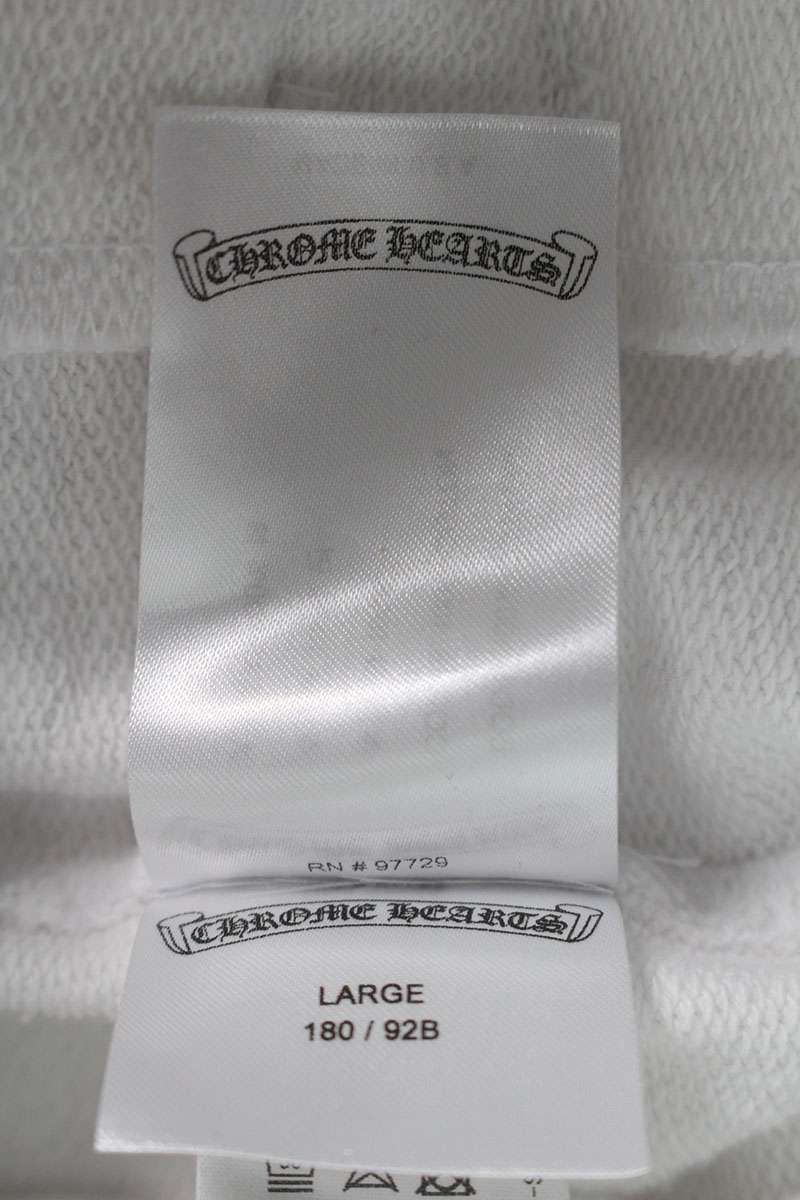 CHROME HEARTS
RN # 97729
CHROME HEARTS
LARGE
180 / 92B